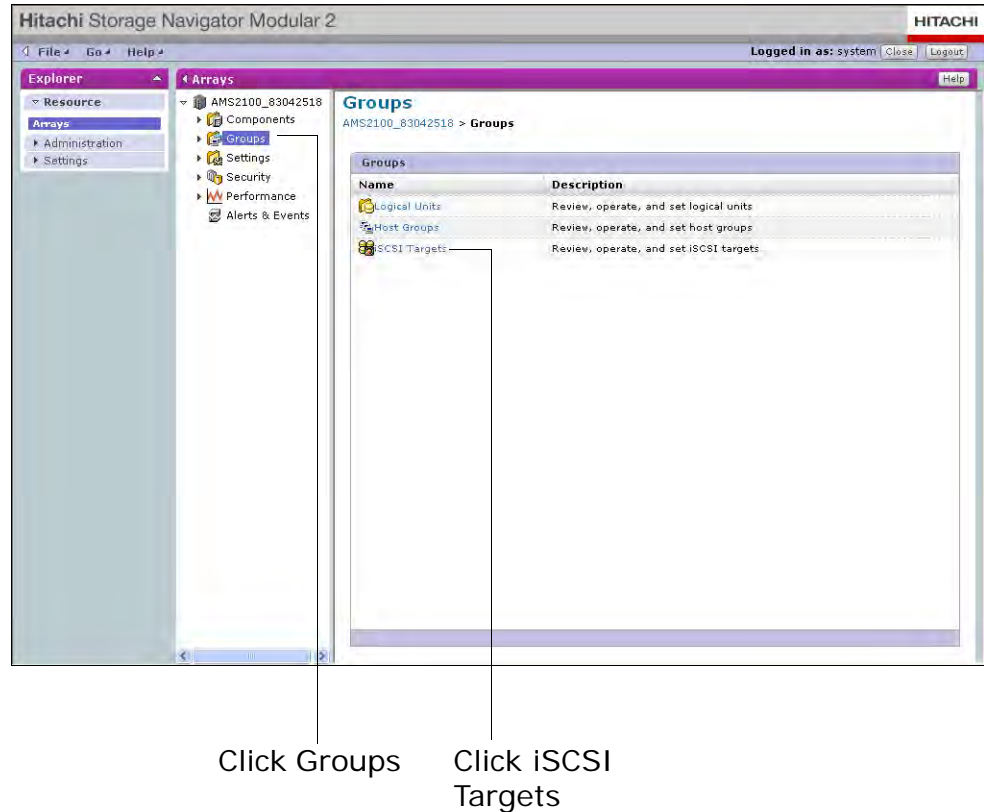 Hitachi Storage Navigator Modular 2
HITACHI
File Go Help
Logged in as: system Close Logout
Explorer
Arrays
Help
Resource
Arrays
Administration
Settings
AMS2100_83042518
Components
Groups
Settings
Security
Performance
Alerts & Events
Groups
AMS2100_83042518 > Groups
Groups
Name Description
Logical Units Review, operate, and set logical units
Host Groups Review, operate, and set host groups
iSCSI Targets Review, operate, and set iSCSI targets
Click Groups
Click iSCSI
Targets